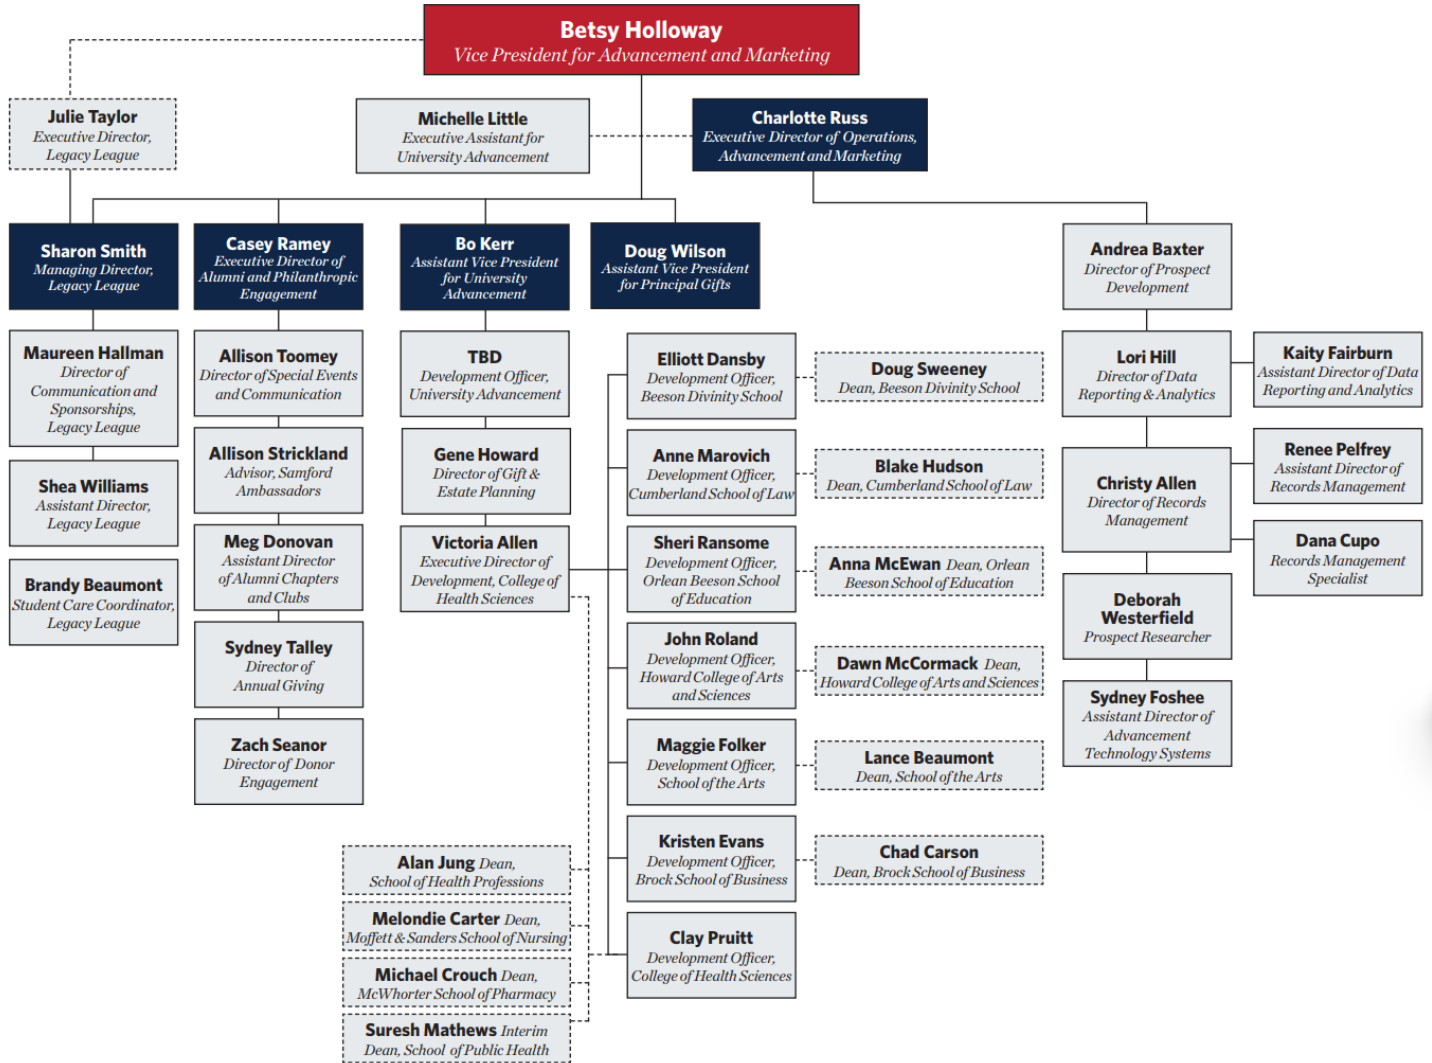 Betsy Holloway
Vice President for Advancement and Marketing
Julie Taylor
Executive Director,
Legacy League
Michelle Little
Executive Assistant for
University Advancement
Charlotte Russ
Executive Director of Operations,
Advancement and Marketing
Sharon Smith
Managing Director,
Legacy League
Casey Ramey
Executive Director of
Alumni and Philanthropic
Engagement
Bo Kerr
Assistant Vice President
for University
Advancement
Doug Wilson
Assistant Vice President
for Principal Gifts
Andrea Baxter
Director of Prospect
Development
Maureen Hallman
Director of
Communication and
Sponsorships,
Legacy League
Shea Williams
Assistant Director,
Legacy League
Brandy Beaumont
Student Care Coordinator,
Legacy League
Allison Toomey
Director of Special Events
and Communication
Allison Strickland
Advisor, Samford
Ambassadors
Meg Donovan
Assistant Director
of Alumni Chapters
and Clubs
Sydney Talley
Director of
Annual Giving
Zach Seanor
Director of Donor
Engagement
TBD
Development Officer,
University Advancement
Gene Howard
Director of Gift &
Estate Planning
Victoria Allen
Executive Director of
Development, College of
Health Sciences
Elliott Dansby
Development Officer,
Beeson Divinity School
Doug Sweeney
Dean, Beeson Divinity School
Anne Marovich
Development Officer,
Cumberland School of Law
Blake Hudson
Dean, Cumberland School of Law
Sheri Ransome
Development Officer,
Orlean Beeson School
of Education
Anna McEwan Dean, Orlean
Beeson School of Education
John Roland
Development Officer,
Howard College of Arts
and Sciences
Dawn McCormack Dean,
Howard College of Arts and Sciences
Maggie Folker
Development Officer,
School of the Arts
Lance Beaumont
Dean, School of the Arts
Kristen Evans
Development Officer,
Brock School of Business
Chad Carson
Dean, Brock School of Business
Clay Pruitt
Development Officer,
College of Health Sciences
Alan Jung Dean,
School of Health Professions
Melondie Carter Dean,
Moffett & Sanders School of Nursing
Michael Crouch Dean,
McWhorter School of Pharmacy
Suresh Mathews Interim
Dean, School of Public Health
Lori Hill
Director of Data
Reporting & Analytics
Kaity Fairburn
Assistant Director of Data
Reporting and Analytics
Christy Allen
Director of Records
Management
Renee Pelfrey
Assistant Director of
Records Management
Dana Cupo
Records Management
Specialist
Deborah
Westerfield
Prospect Researcher
Sydney Foshee
Assistant Director of
Advancement
Technology Systems